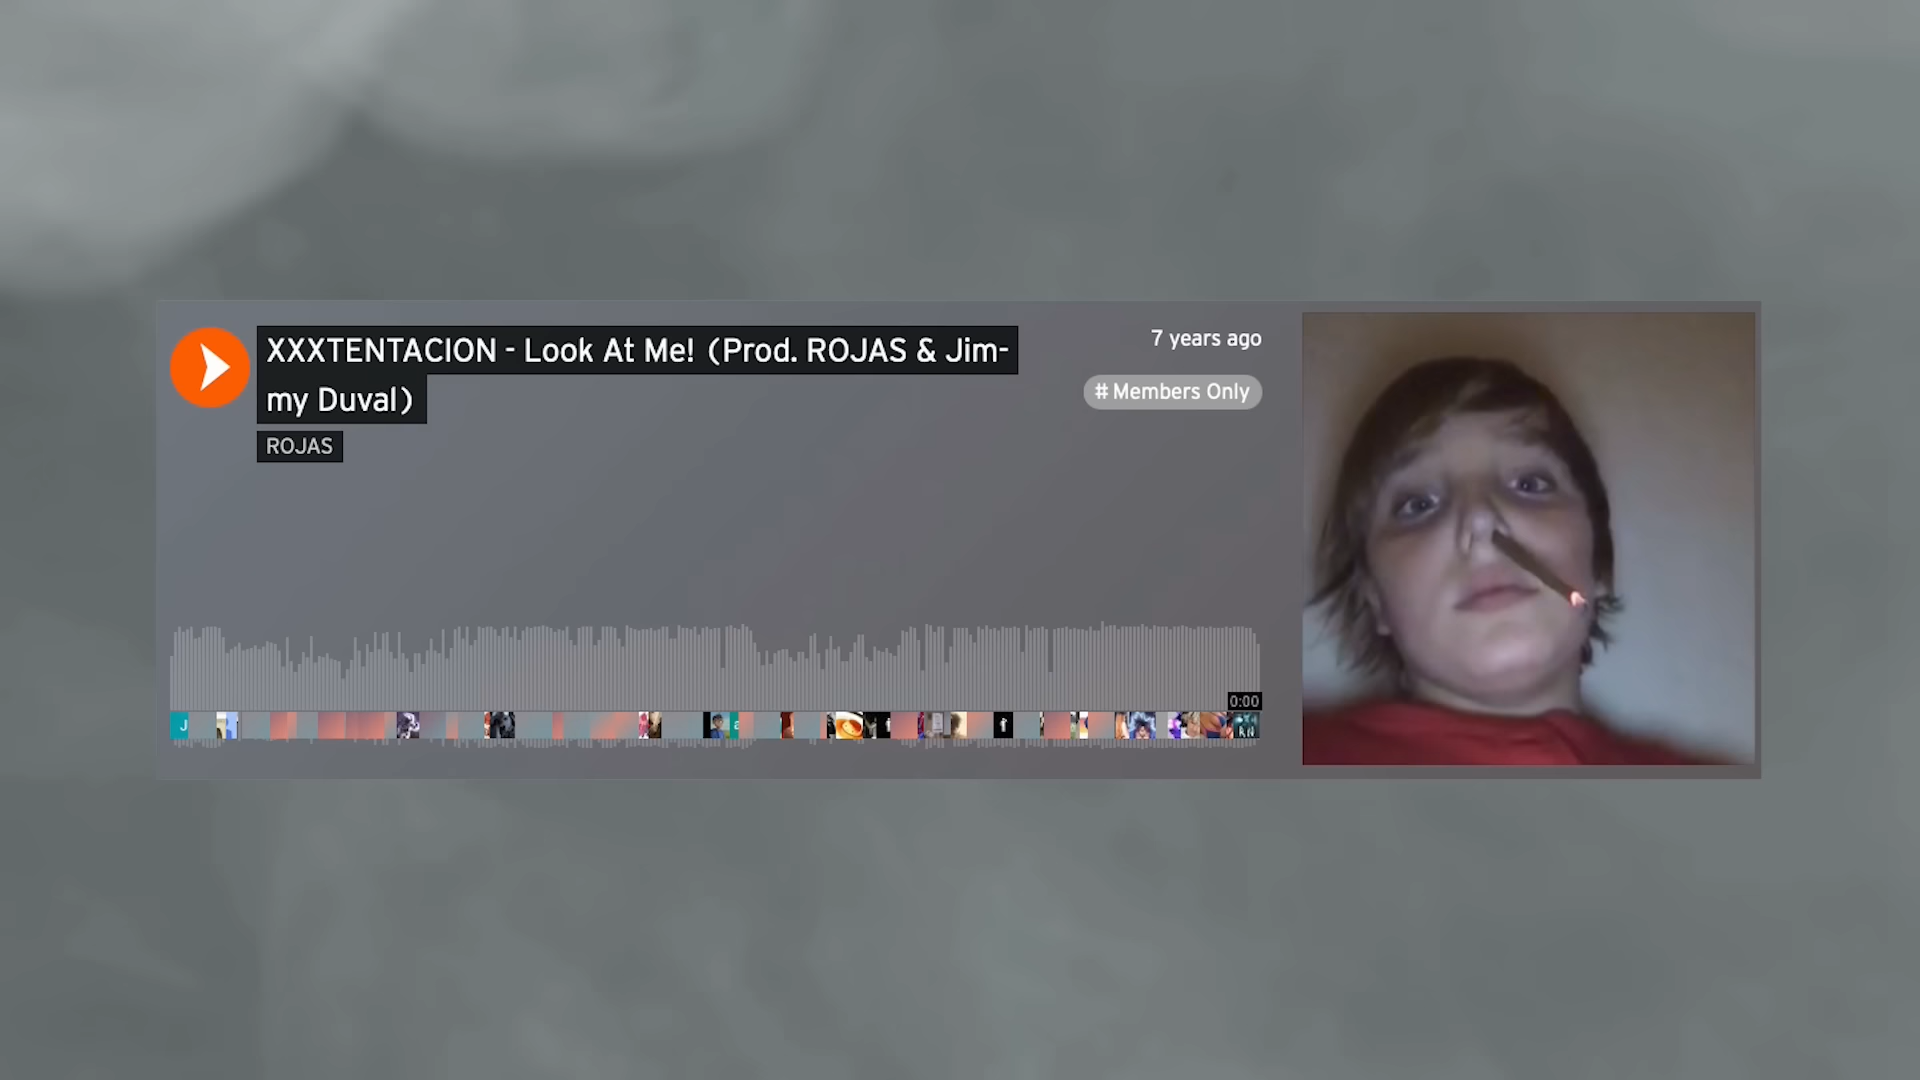 XXXTENTACION - Look At Me! (Prod. ROJAS & Jim-
my Duval)
ROJAS
7 years ago
# Members Only
0:00
J
a